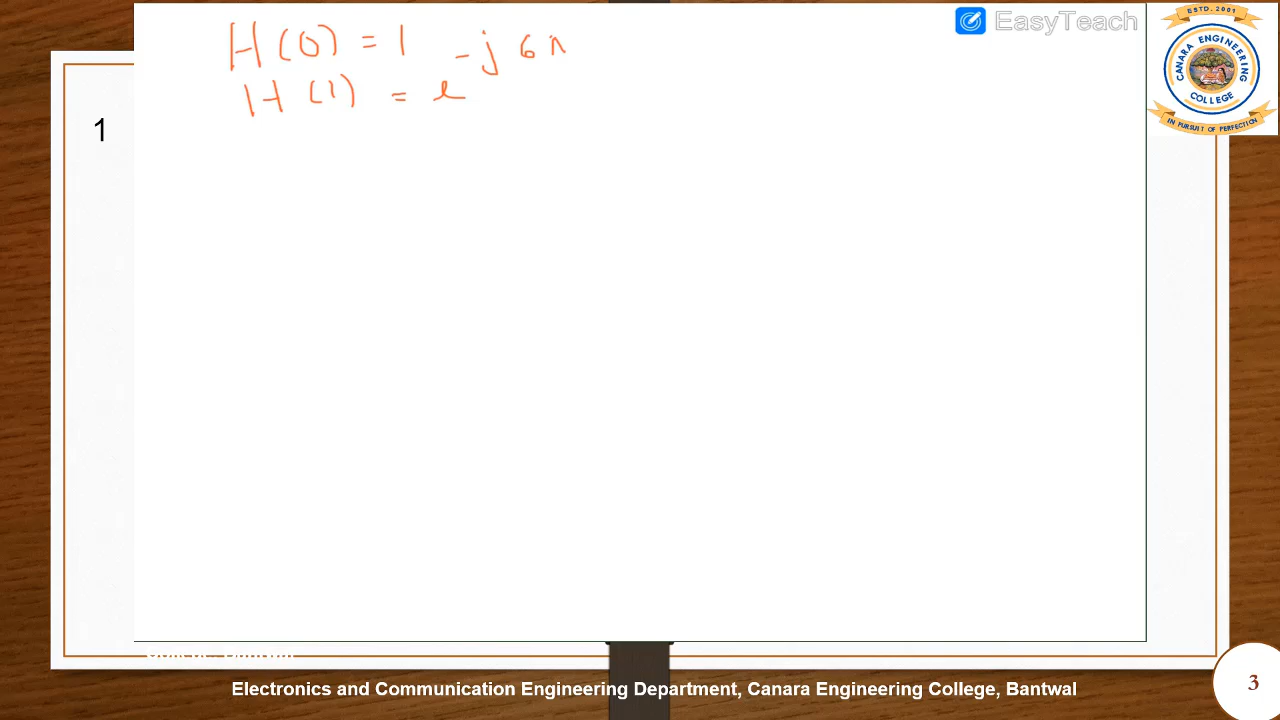 H(0) = 1
H(1) = e^{-j6π
EasyTeach
ESTD. 2001
CANARA ENGINEERING COLLEGE
IN PURSUIT OF PERFECTION
1
Electronics and Communication Engineering Department, Canara Engineering College, Bantwal
3